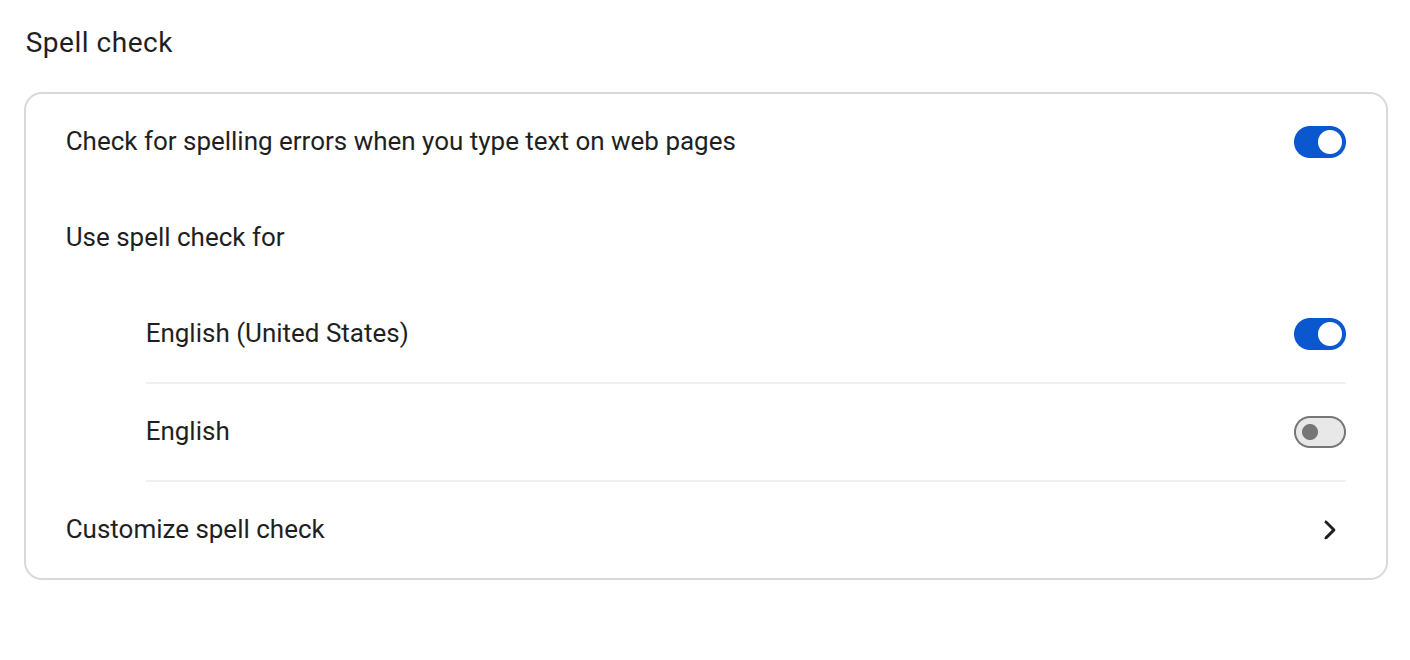 Spell check
Check for spelling errors when you type text on web pages
Use spell check for
English (United States)
English
Customize spell check